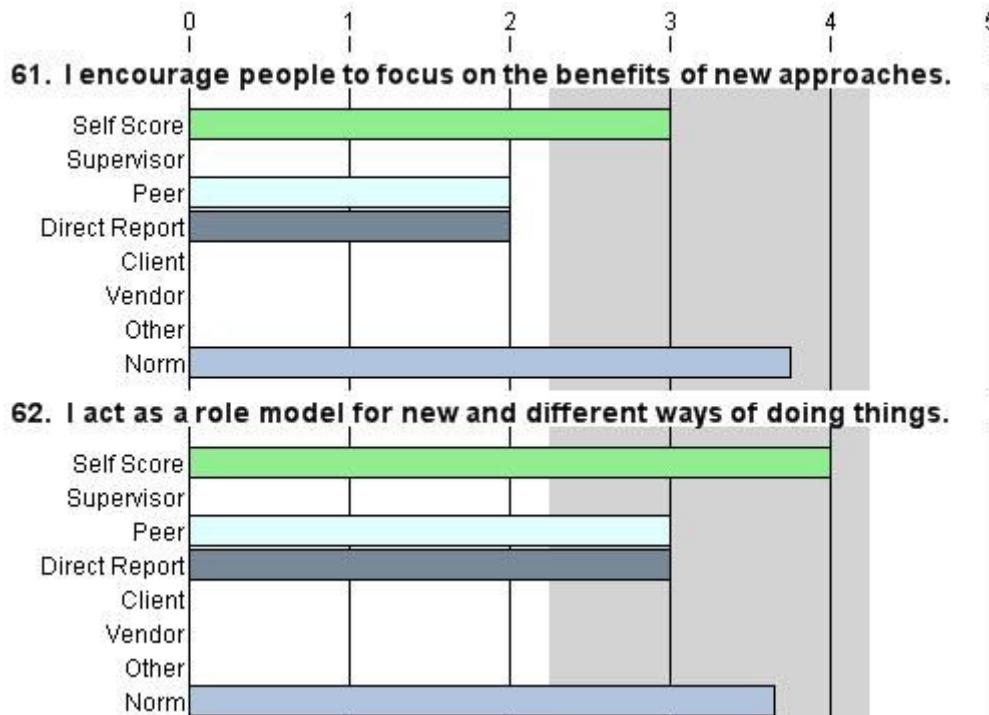 0 1 2 3 4 5
61. I encourage people to focus on the benefits of new approaches.
Self Score
Supervisor
Peer
Direct Report
Client
Vendor
Other
Norm
62. I act as a role model for new and different ways of doing things.
Self Score
Supervisor
Peer
Direct Report
Client
Vendor
Other
Norm